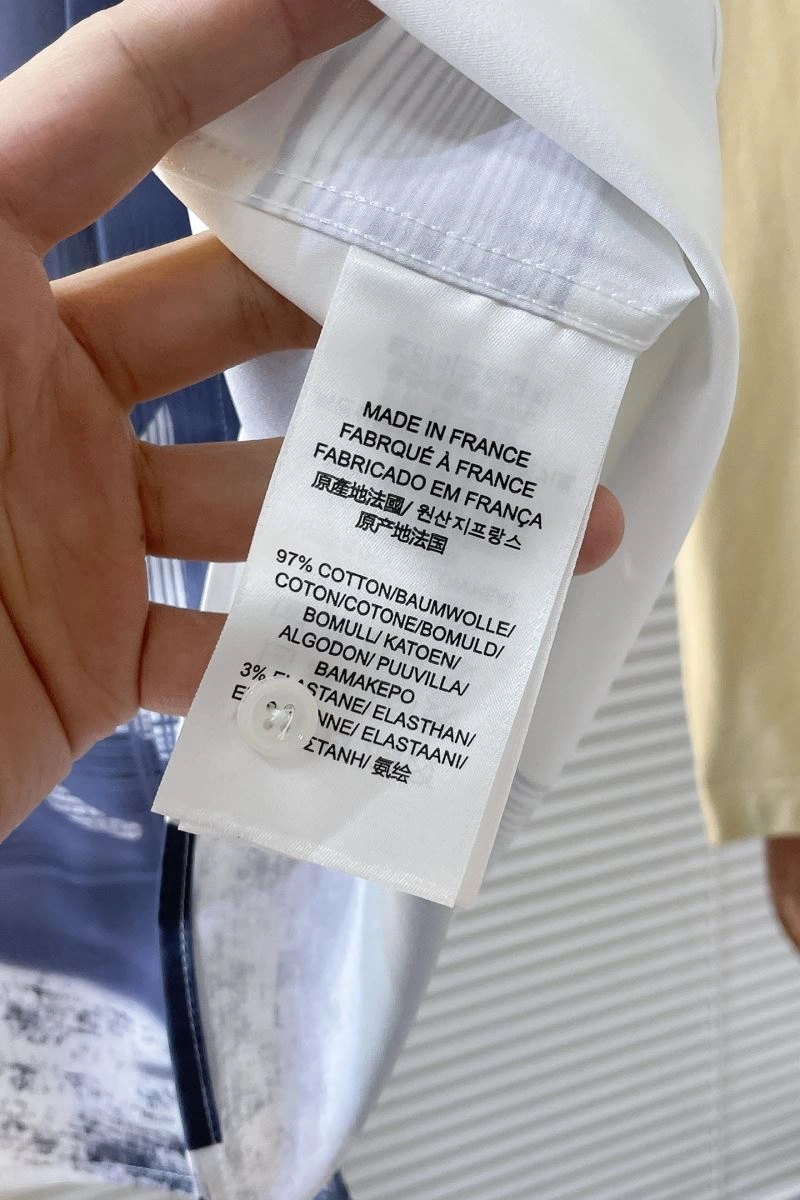 MADE IN FRANCE
FABRQUÉ À FRANCE
FABRICADO EM FRANÇA
原產地法國/ 원산지프랑스
原产地法国
97% COTTON/BAUMWOLLE/
COTON/COTONE/BOMULD/
BOMULL/ KATOEN/
ALGODON/ PUUVILLA/
BAMAKEPO
3% ELASTANE/ ELASTHAN/
ELASTAANI/
氨绘